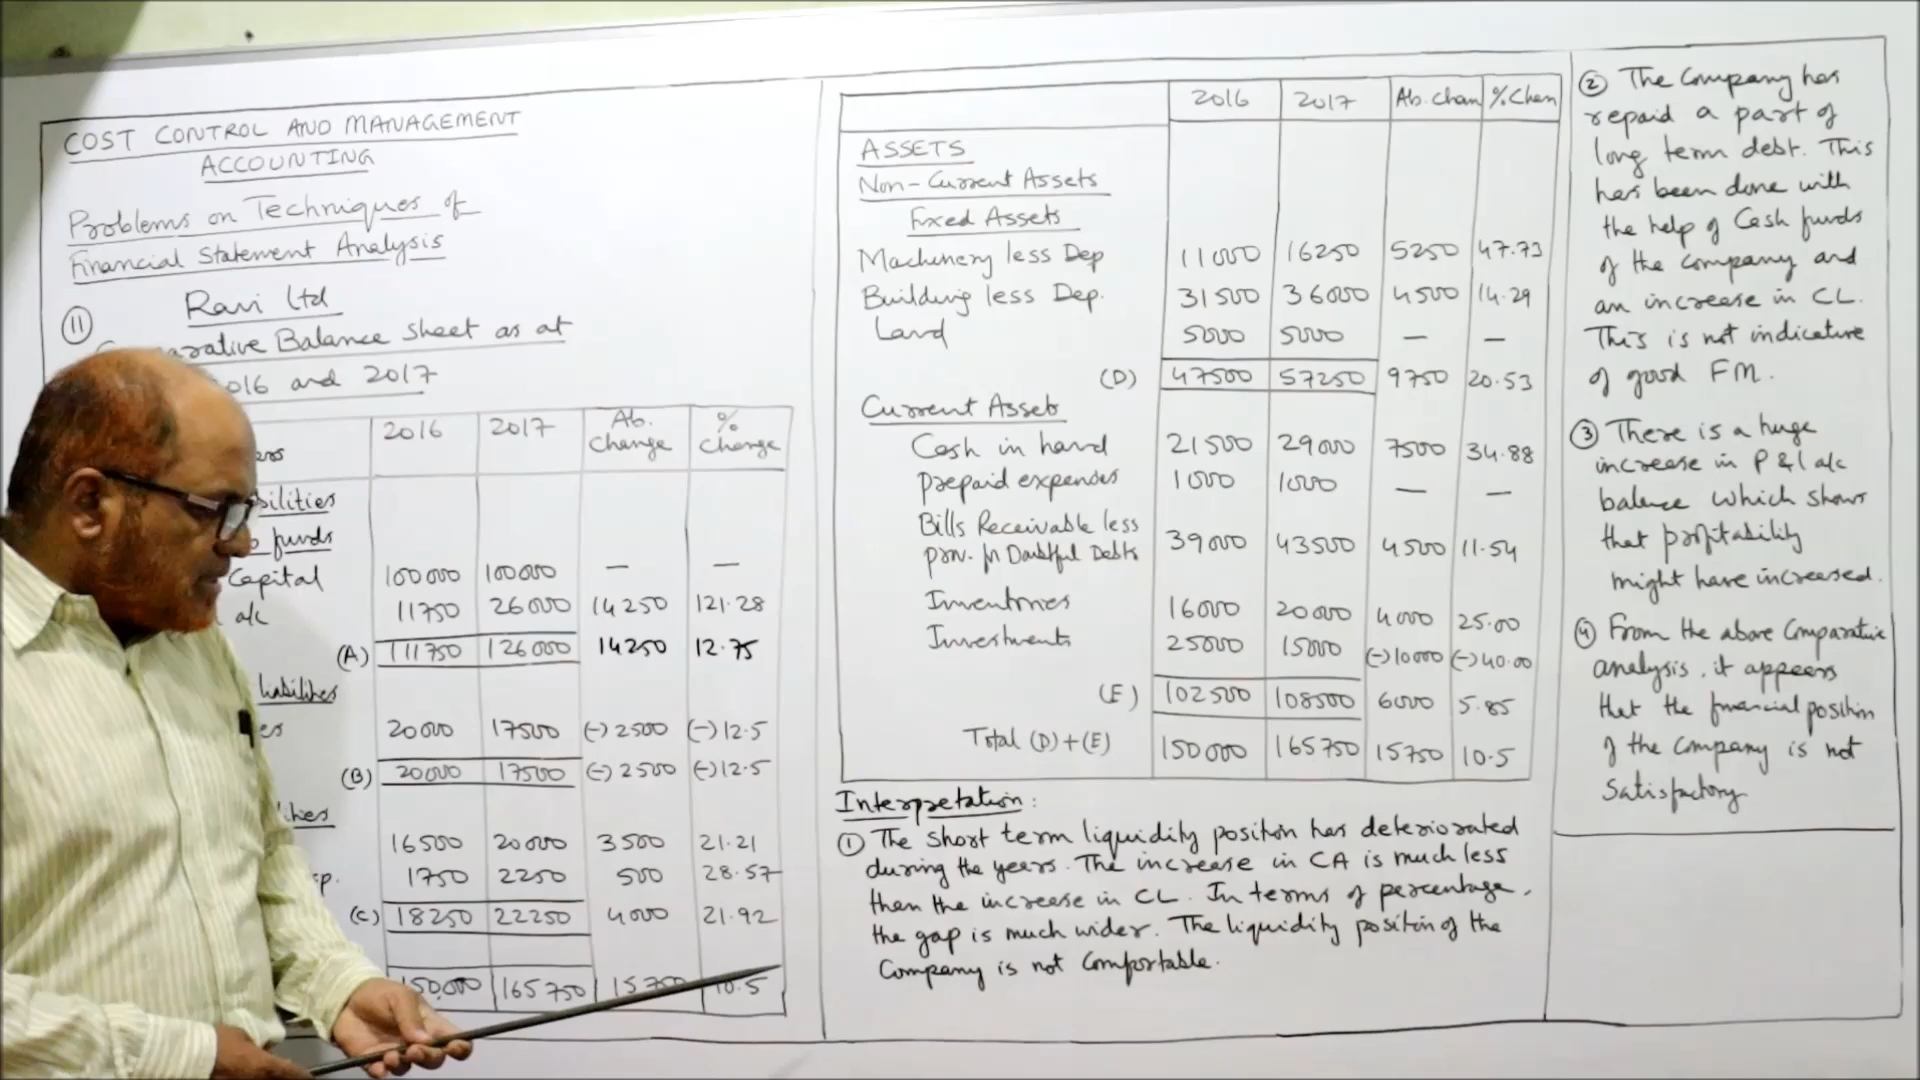 COST CONTROL AND MANAGEMENT
ACCOUNTING
Problems on Techniques of
Financial Statement Analysis
(11) Ravi Ltd
Balance Sheet as at
016 and 2017
2016 2017 Ab. Change % Change
funds
Capital 100000 100000 — —
a/c 11750 26000 14250 121.28
(A) 111750 126000 14250 12.75
liabilities
20000 17500 (-) 2500 (-) 12.5
(B) 20000 17500 (-) 2500 (-) 12.5
16500 20000 3500 21.21
1750 2250 500 28.57
(C) 18250 22250 4000 21.92
150,000 165750 15750 10.5
2016 2017 Ab. Chan % Chan
ASSETS
Non-Current Assets
Fixed Assets
Machinery less Dep 11000 16250 5250 47.73
Building less Dep. 31500 36000 4500 14.29
Land 5000 5000 — —
(D) 47500 57250 9750 20.53
Current Asset
Cash in hand 21500 29000 7500 34.88
Prepaid expenses 1000 1000 — —
Bills Receivable less
prov. for Doubtful Debts 39000 43500 4500 11.54
Inventories 16000 20000 4000 25.00
Investments 25000 15000 (-) 10000 (-) 40.00
(E) 102500 108500 6000 5.85
Total (D)+(E) 150000 165750 15750 10.5
Interpretation:
(1) The short term liquidity position has deteriorated
during the years. The increase in CA is much less
than the increase in CL. In terms of percentage,
the gap is much wider. The liquidity position of the
Company is not Comfortable.
(2) The Company has
repaid a part of
long term debt. This
has been done with
the help of Cash funds
of the company and
an increase in CL.
This is not indicative
of good FM.
(3) There is a huge
increase in P & L a/c
balance which shows
that profitability
might have increased.
(4) From the above Comparative
analysis, it appears
that the financial position
of the Company is not
Satisfactory